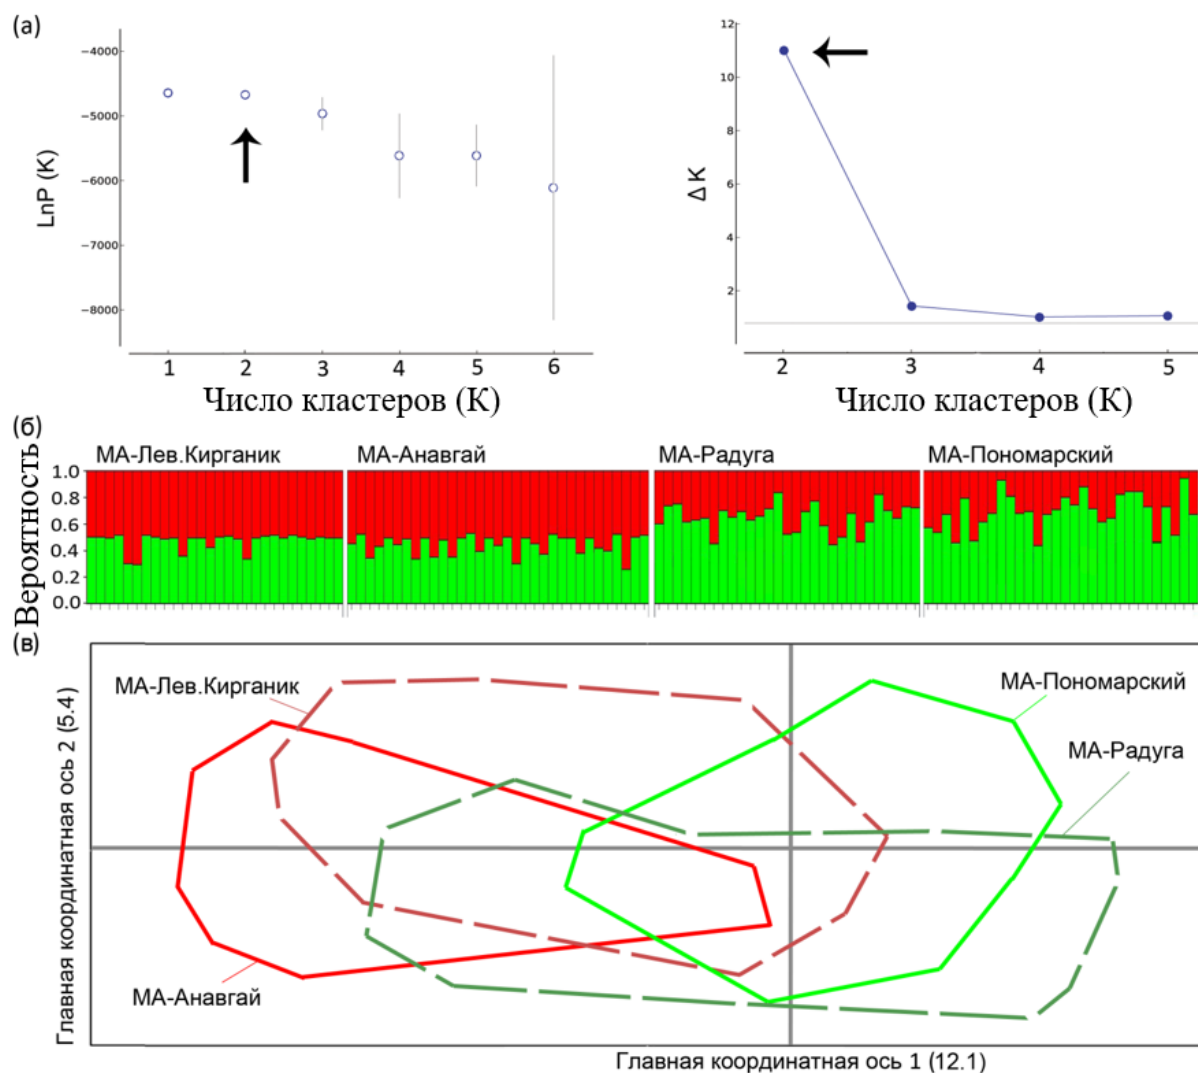 (а)
−4000
−5000
−6000
−7000
−8000
LnP (K)
1 2 3 4 5 6
Число кластеров (К)
12
10
8
6
4
2
Δ K
2 3 4 5
Число кластеров (К)
(б)
Вероятность
МА-Лев.Кирганик МА-Анавгай МА-Радуга МА-Пономарский
1.0
0.8
0.6
0.4
0.2
0.0
(в)
Главная координатная ось 2 (5.4)
МА-Лев.Кирганик
МА-Пономарский
МА-Радуга
МА-Анавгай
Главная координатная ось 1 (12.1)